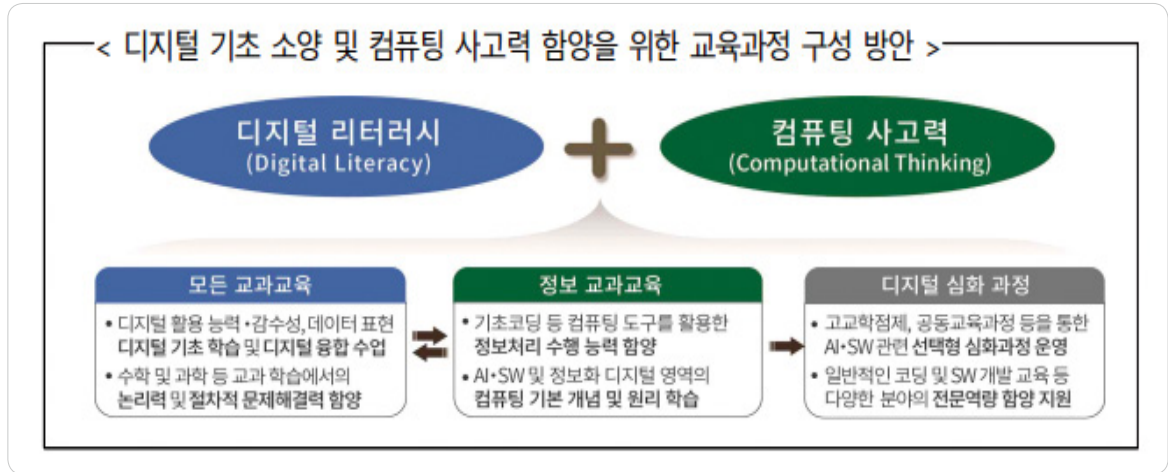 < 디지털 기초 소양 및 컴퓨팅 사고력 함양을 위한 교육과정 구성 방안 >
디지털 리터러시
(Digital Literacy)
컴퓨팅 사고력
(Computational Thinking)
모든 교과교육
• 디지털 활용 능력•감수성, 데이터 표현
디지털 기초 학습 및 디지털 융합 수업
• 수학 및 과학 등 교과 학습에서의
논리력 및 절차적 문제해결력 함양
정보 교과교육
• 기초코딩 등 컴퓨팅 도구를 활용한
정보처리 수행 능력 함양
• AI•SW 및 정보화 디지털 영역의
컴퓨팅 기본 개념 및 원리 학습
디지털 심화 과정
• 고교학점제, 공동교육과정 등을 통한
AI•SW 관련 선택형 심화과정 운영
• 일반적인 코딩 및 SW 개발 교육 등
다양한 분야의 전문역량 함양 지원